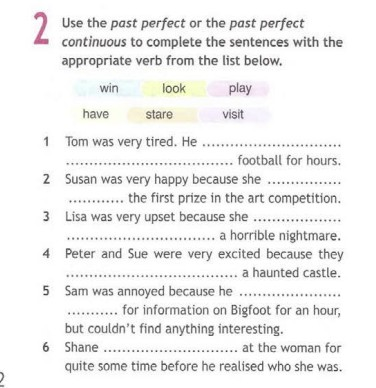 2 Use the past perfect or the past perfect
continuous to complete the sentences with the
appropriate verb from the list below.
win look play
have stare visit
1 Tom was very tired. He ..............................
.................................... football for hours.
2 Susan was very happy because she ................
............ the first prize in the art competition.
3 Lisa was very upset because she ...................
................................ a horrible nightmare.
4 Peter and Sue were very excited because they
..................................... a haunted castle.
5 Sam was annoyed because he ......................
........... for information on Bigfoot for an hour,
but couldn't find anything interesting.
6 Shane ............................. at the woman for
quite some time before he realised who she was.
2